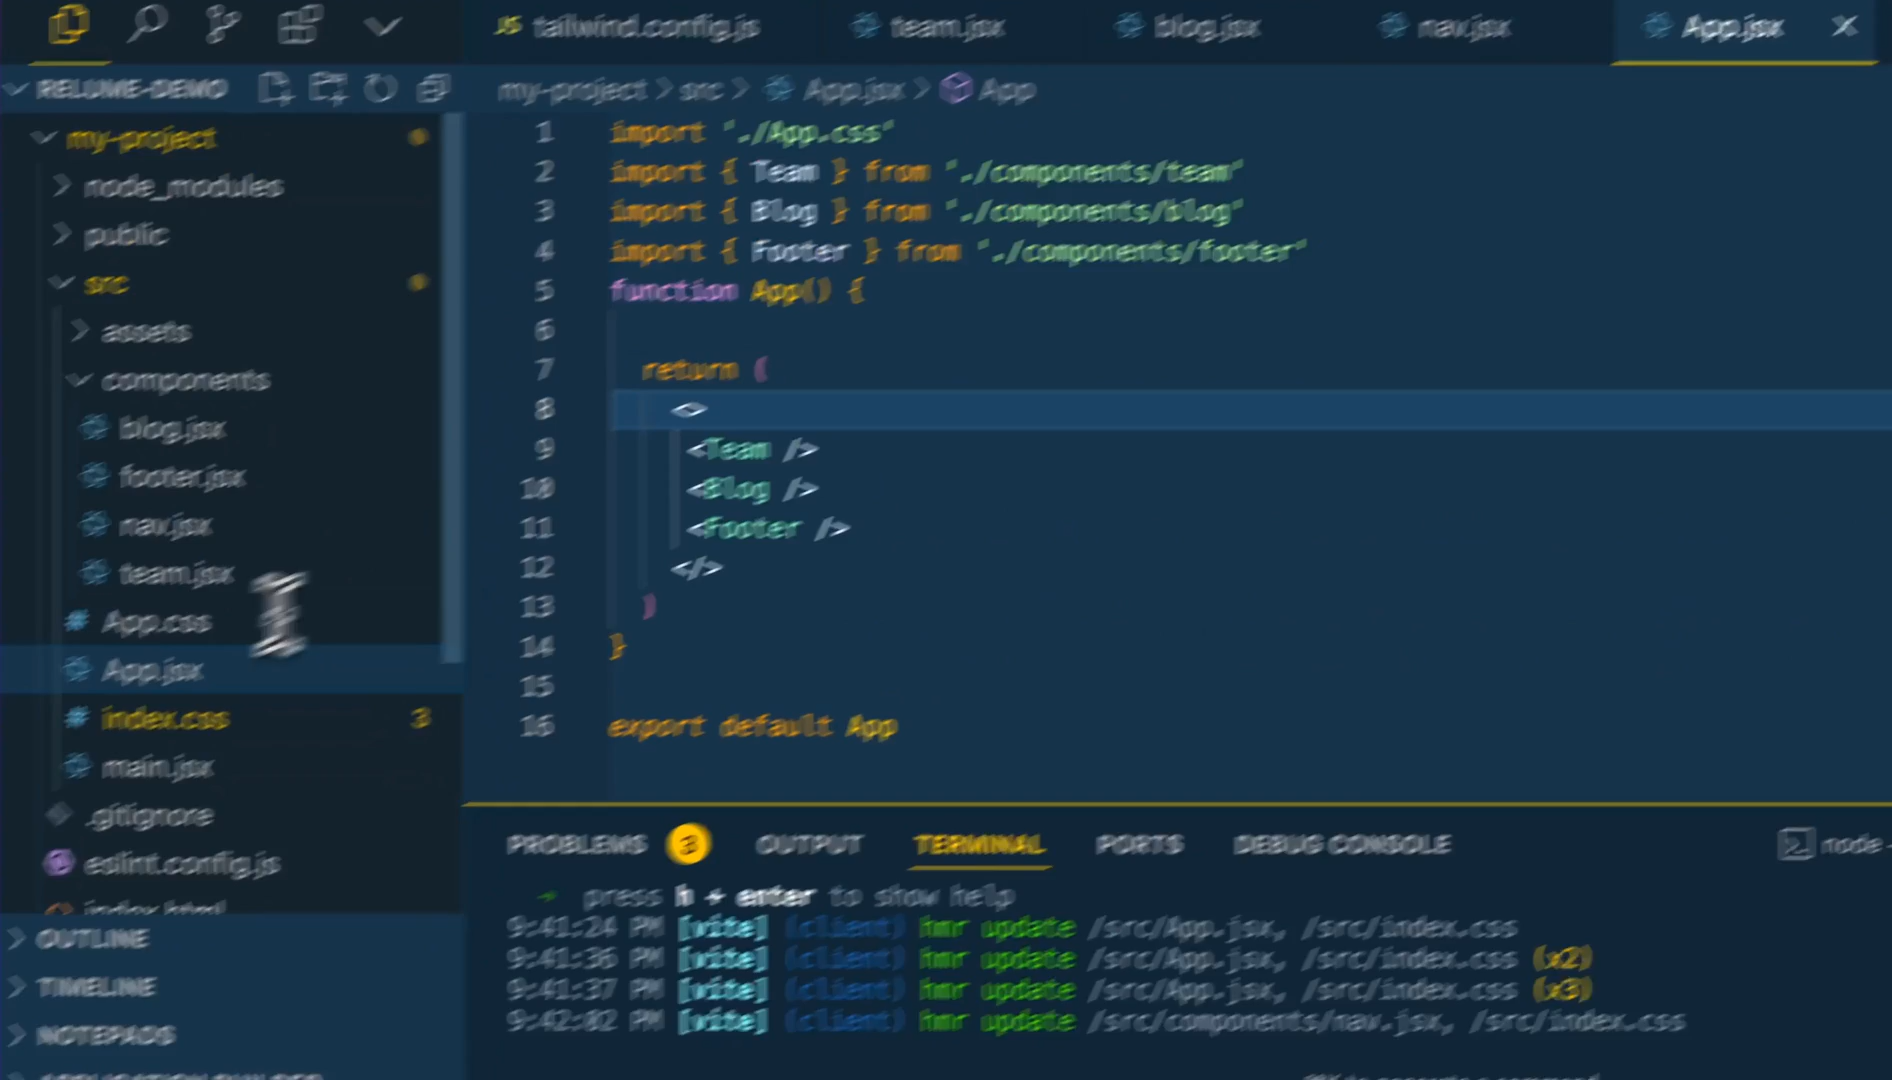 tailwind.config.js team.jsx blog.jsx nav.jsx App.jsx
RELUME-DEMO
my-project > src > App.jsx > App
my-project
node_modules
public
src
assets
components
blog.jsx
footer.jsx
nav.jsx
team.jsx
App.css
App.jsx
index.css 3
main.jsx
.gitignore
eslint.config.js
index.html
OUTLINE
TIMELINE
NOTEPADS
1 import "./App.css"
2 import { Team } from "./components/team"
3 import { Blog } from "./components/blog"
4 import { Footer } from "./components/footer"
5 function App() {
6
7 return (
8 <>
9 <Team />
10 <Blog />
11 <Footer />
12 </>
13 )
14 }
15
16 export default App
PROBLEMS 3 OUTPUT TERMINAL PORTS DEBUG CONSOLE node
➜ press h + enter to show help
9:41:24 PM [vite] (client) hmr update /src/App.jsx, /src/index.css
9:41:36 PM [vite] (client) hmr update /src/App.jsx, /src/index.css (x2)
9:41:37 PM [vite] (client) hmr update /src/App.jsx, /src/index.css (x3)
9:42:02 PM [vite] (client) hmr update /src/components/nav.jsx, /src/index.css